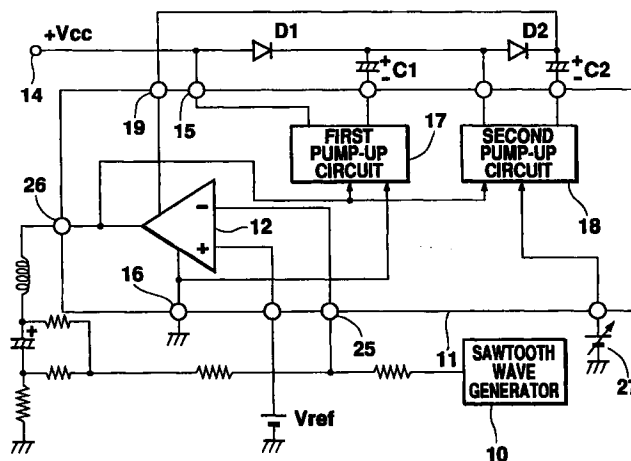 +Vcc
D1
D2
14
19
15
+
-
C1
+
-
C2
FIRST
PUMP-UP
CIRCUIT
17
SECOND
PUMP-UP
CIRCUIT
18
26
-
+
12
16
25
+
11
SAWTOOTH
WAVE
GENERATOR
27
Vref
10